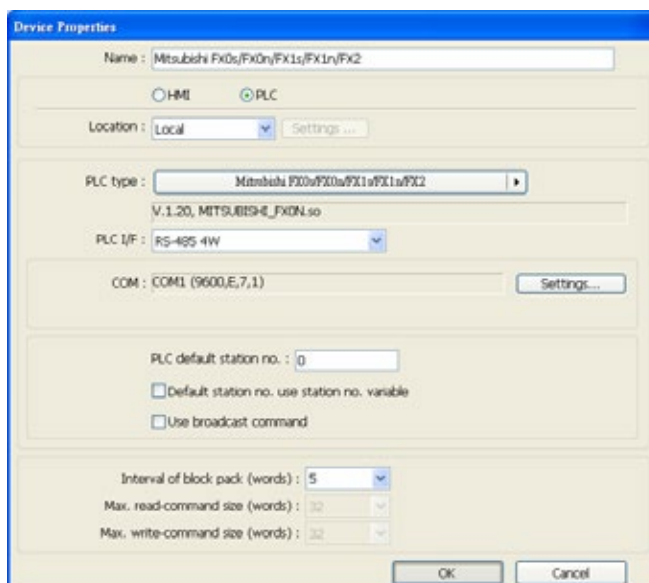 Device Properties
Name : Mitsubishi FX0s/FX0n/FX1s/FX1n/FX2
HMI PLC
Location : Local Settings ...
PLC type : Mitsubishi FX0s/FX0n/FX1s/FX1n/FX2
V.1.20, MITSUBISHI_FX0N.so
PLC I/F : RS-485 4W
COM : COM1 (9600,E,7,1) Settings...
PLC default station no. : 0
Default station no. use station no. variable
Use broadcast command
Interval of block pack (words) : 5
Max. read-command size (words) : 32
Max. write-command size (words) : 32
OK Cancel